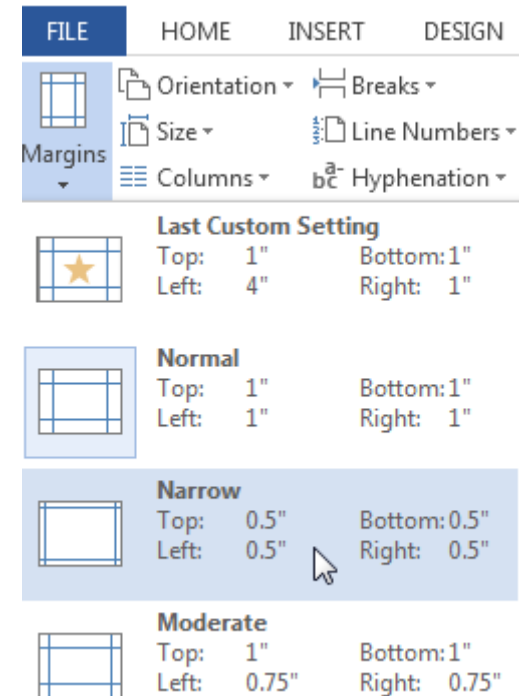 FILE HOME INSERT DESIGN
Orientation Breaks
Size Line Numbers
Margins
Columns bc a- Hyphenation
Last Custom Setting
Top: 1" Bottom: 1"
Left: 4" Right: 1"
Normal
Top: 1" Bottom: 1"
Left: 1" Right: 1"
Narrow
Top: 0.5" Bottom: 0.5"
Left: 0.5" Right: 0.5"
Moderate
Top: 1" Bottom: 1"
Left: 0.75" Right: 0.75"